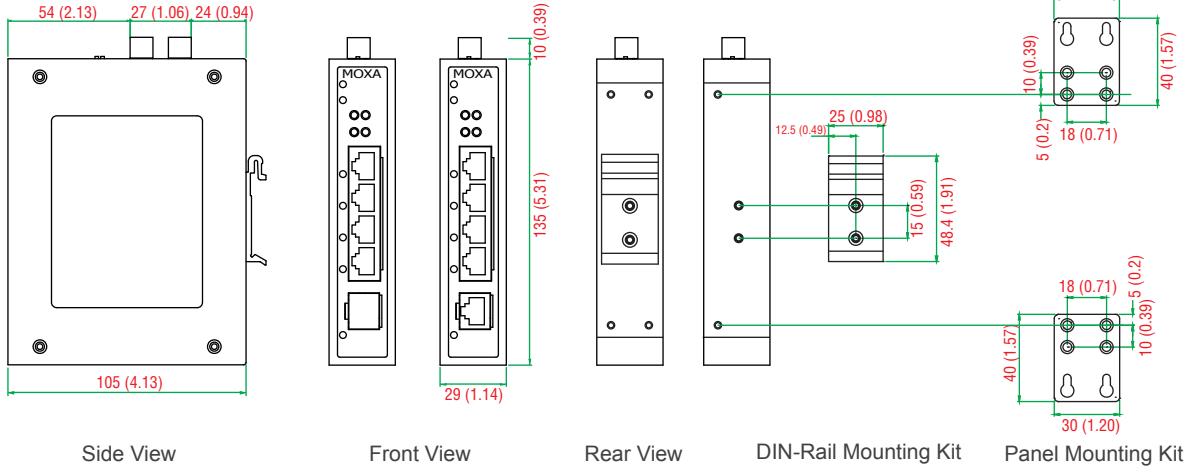 54 (2.13)
27 (1.06)
24 (0.94)
105 (4.13)
Side View
MOXA
MOXA
10 (0.39)
135 (5.31)
29 (1.14)
Front View
Rear View
12.5 (0.49)
25 (0.98)
15 (0.59)
48.4 (1.91)
DIN-Rail Mounting Kit
10 (0.39)
40 (1.57)
5 (0.2)
18 (0.71)
18 (0.71)
5 (0.2)
10 (0.39)
40 (1.57)
30 (1.20)
Panel Mounting Kit